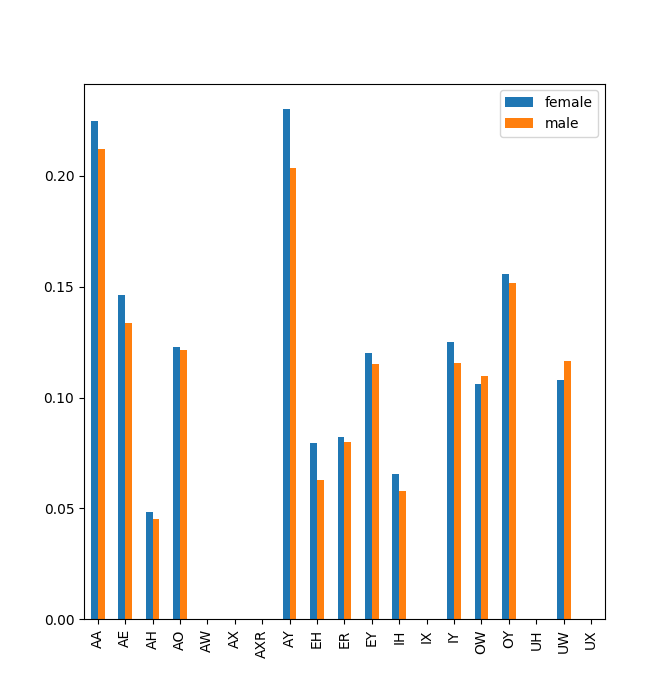 female
male
0.20
0.15
0.10
0.05
0.00
AA
AE
AH
AO
AW
AX
AXR
AY
EH
ER
EY
IH
IX
IY
OW
OY
UH
UW
UX